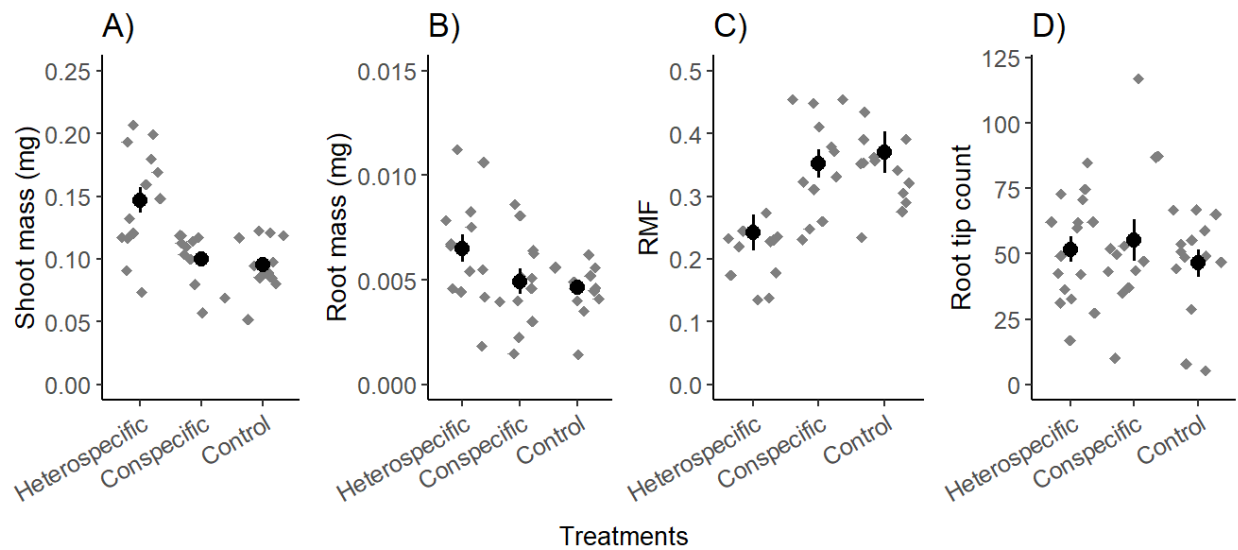 A)
B)
C)
D)
Shoot mass (mg)
0.25
0.20
0.15
0.10
0.05
0.00
Heterospecific
Conspecific
Control
Root mass (mg)
0.015
0.010
0.005
0.000
Heterospecific
Conspecific
Control
RMF
0.5
0.4
0.3
0.2
0.1
0.0
Heterospecific
Conspecific
Control
Root tip count
125
100
75
50
25
0
Heterospecific
Conspecific
Control
Treatments